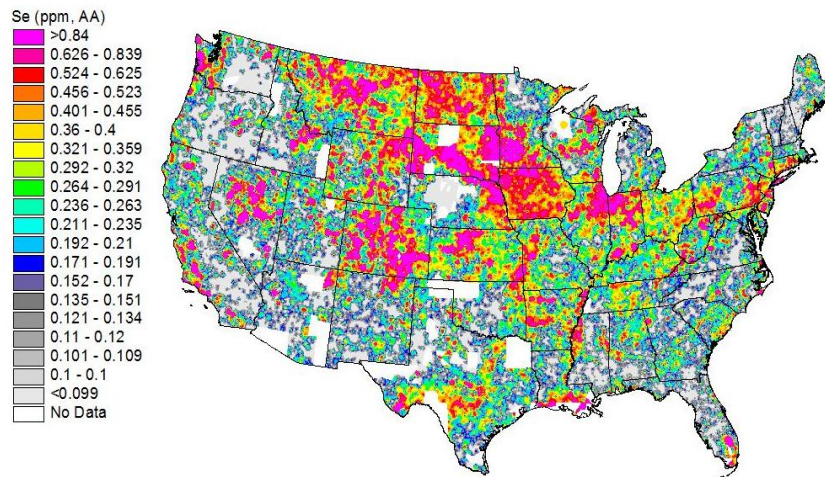 Se (ppm, AA)
>0.84
0.626 - 0.839
0.524 - 0.625
0.456 - 0.523
0.401 - 0.455
0.36 - 0.4
0.321 - 0.359
0.292 - 0.32
0.264 - 0.291
0.236 - 0.263
0.211 - 0.235
0.192 - 0.21
0.171 - 0.191
0.152 - 0.17
0.135 - 0.151
0.121 - 0.134
0.11 - 0.12
0.101 - 0.109
0.1 - 0.1
<0.099
No Data